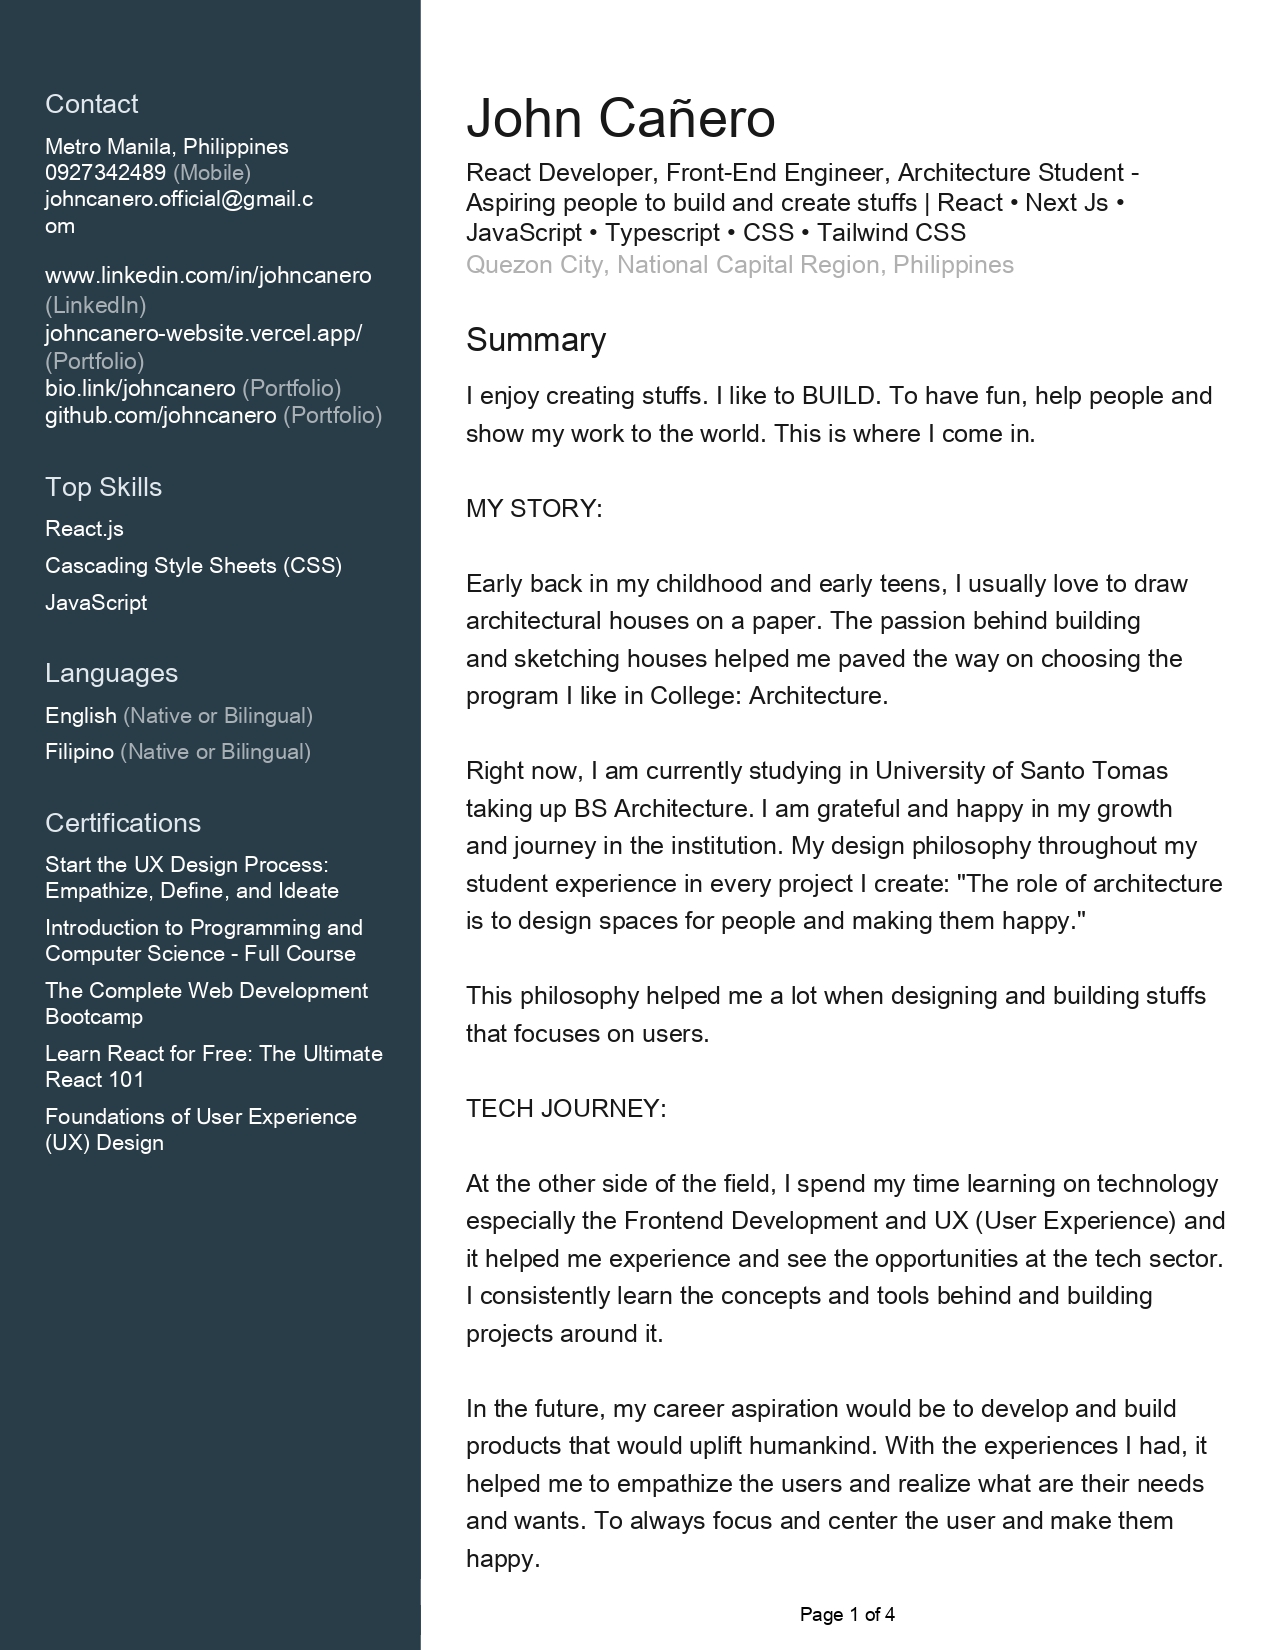 Contact
Metro Manila, Philippines
0927342489 (Mobile)
johncanero.official@gmail.c
om
www.linkedin.com/in/johncanero
(LinkedIn)
johncanero-website.vercel.app/
(Portfolio)
bio.link/johncanero (Portfolio)
github.com/johncanero (Portfolio)
Top Skills
React.js
Cascading Style Sheets (CSS)
JavaScript
Languages
English (Native or Bilingual)
Filipino (Native or Bilingual)
Certifications
Start the UX Design Process:
Empathize, Define, and Ideate
Introduction to Programming and
Computer Science - Full Course
The Complete Web Development
Bootcamp
Learn React for Free: The Ultimate
React 101
Foundations of User Experience
(UX) Design
John Cañero
React Developer, Front-End Engineer, Architecture Student -
Aspiring people to build and create stuffs | React • Next Js •
JavaScript • Typescript • CSS • Tailwind CSS
Quezon City, National Capital Region, Philippines
Summary
I enjoy creating stuffs. I like to BUILD. To have fun, help people and
show my work to the world. This is where I come in.
MY STORY:
Early back in my childhood and early teens, I usually love to draw
architectural houses on a paper. The passion behind building
and sketching houses helped me paved the way on choosing the
program I like in College: Architecture.
Right now, I am currently studying in University of Santo Tomas
taking up BS Architecture. I am grateful and happy in my growth
and journey in the institution. My design philosophy throughout my
student experience in every project I create: "The role of architecture
is to design spaces for people and making them happy."
This philosophy helped me a lot when designing and building stuffs
that focuses on users.
TECH JOURNEY:
At the other side of the field, I spend my time learning on technology
especially the Frontend Development and UX (User Experience) and
it helped me experience and see the opportunities at the tech sector.
I consistently learn the concepts and tools behind and building
projects around it.
In the future, my career aspiration would be to develop and build
products that would uplift humankind. With the experiences I had, it
helped me to empathize the users and realize what are their needs
and wants. To always focus and center the user and make them
happy.
Page 1 of 4